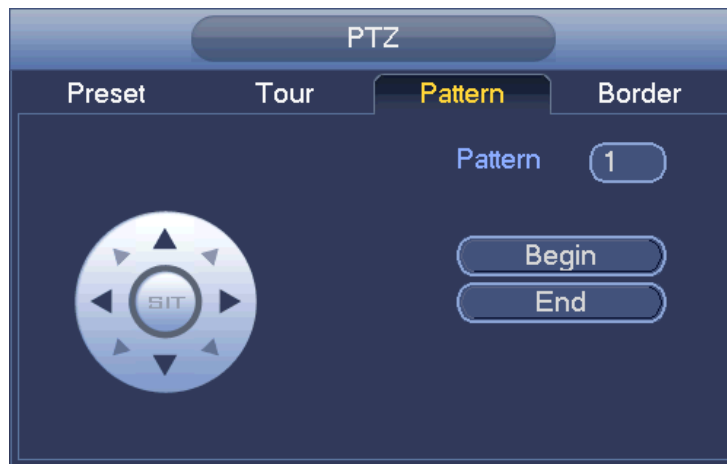 PTZ
Preset Tour Pattern Border
Pattern 1
SIT
Begin
End